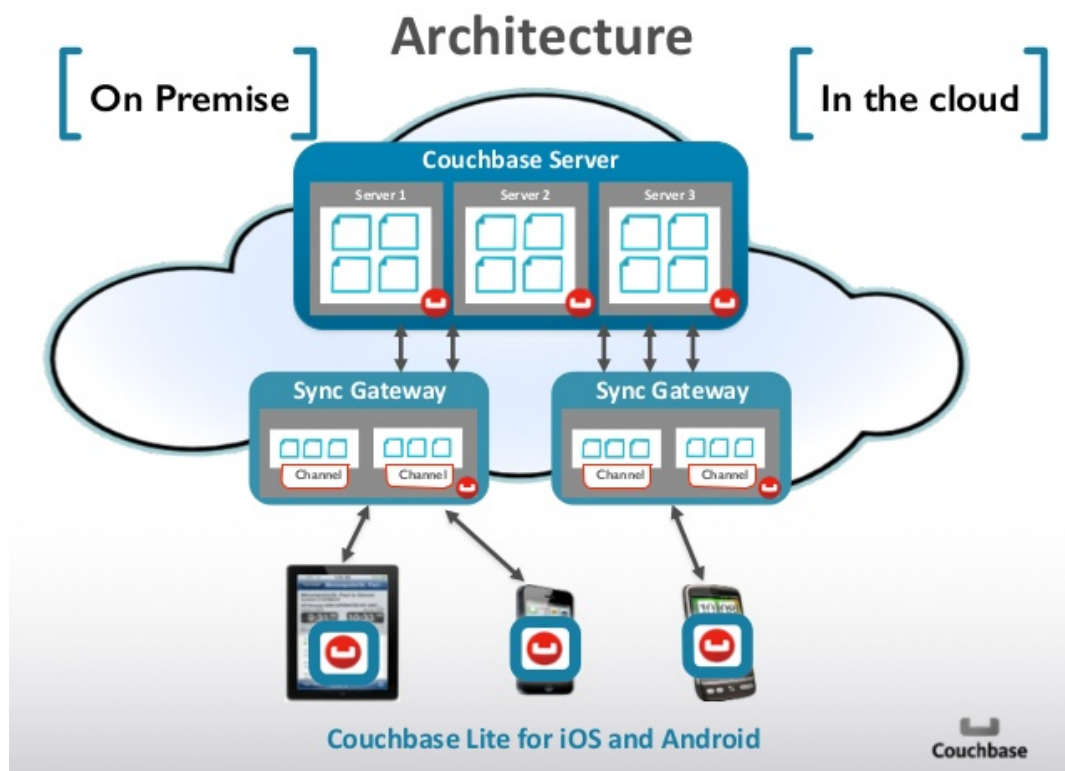 Architecture
On Premise
In the cloud
Couchbase Server
Server 1
Server 2
Server 3
Sync Gateway
Sync Gateway
Channel
Channel
Channel
Channel
Couchbase Lite for iOS and Android
Couchbase